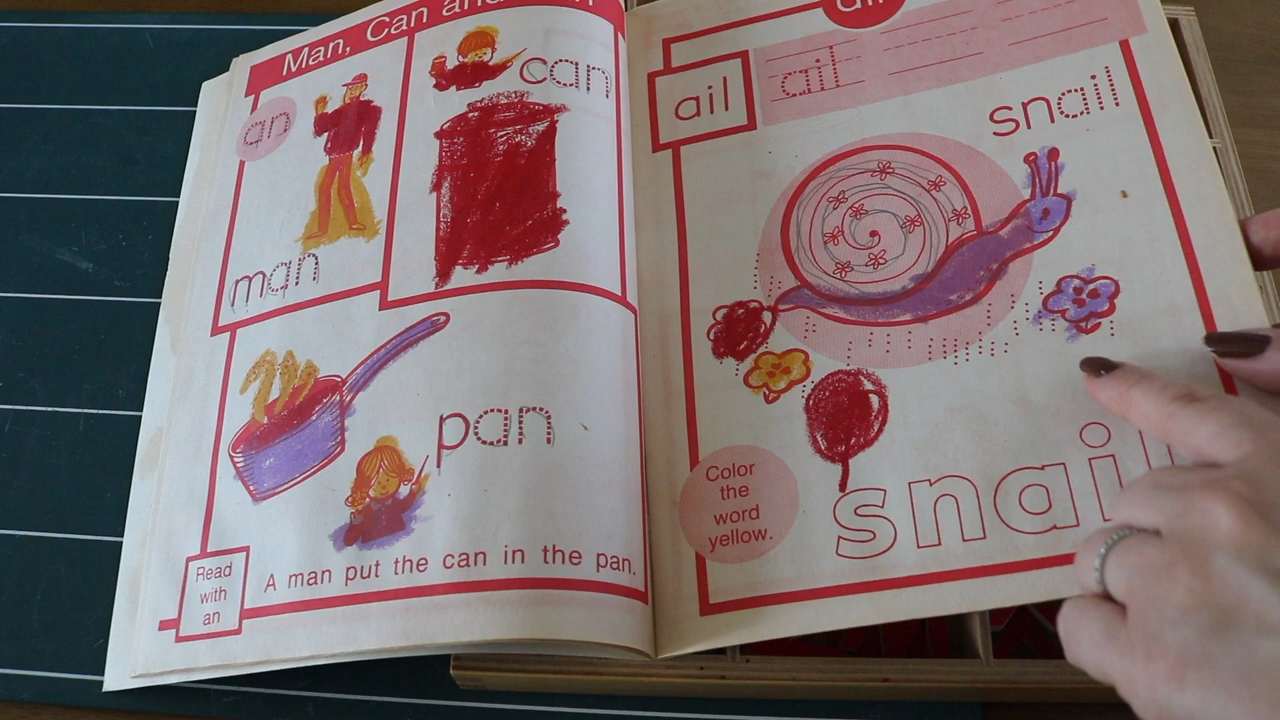 Man, Can and
an
can
man
pan
Read
with
an
A man put the can in the pan.
ail
ail
ail
snail
Color
the
word
yellow.
snail